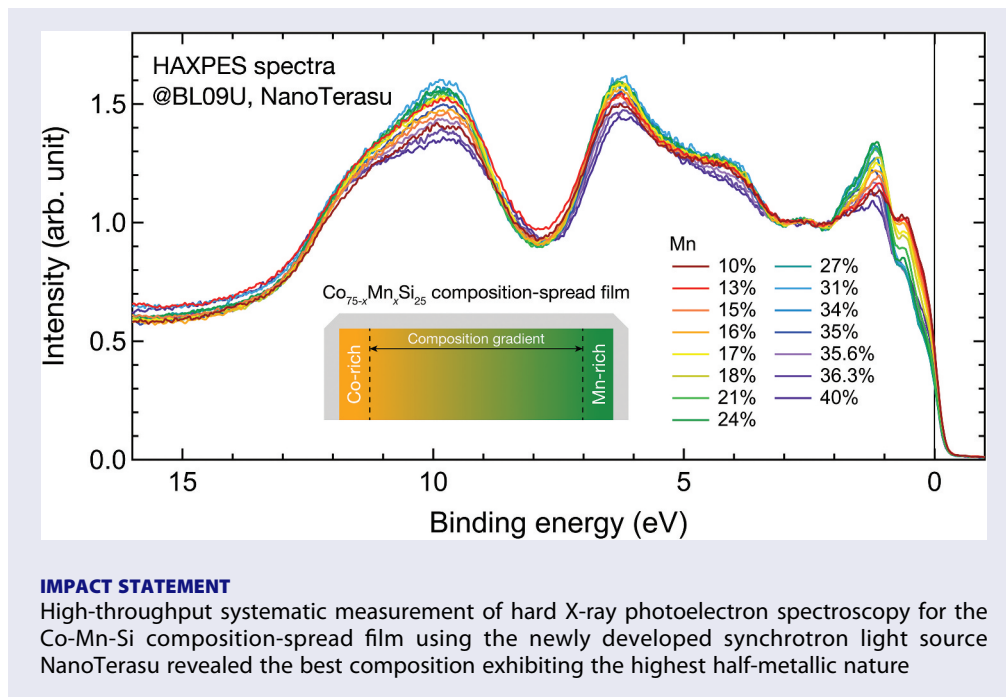 HAXPES spectra
@BL09U, NanoTerasu
Intensity (arb. unit)
1.5
1.0
0.5
0.0
Co75-xMnxSi25 composition-spread film
Co-rich
Composition gradient
Mn-rich
Mn
10% 27%
13% 31%
15% 34%
16% 35%
17% 35.6%
18% 36.3%
21% 40%
24%
15 10 5 0
Binding energy (eV)
IMPACT STATEMENT
High-throughput systematic measurement of hard X-ray photoelectron spectroscopy for the
Co-Mn-Si composition-spread film using the newly developed synchrotron light source
NanoTerasu revealed the best composition exhibiting the highest half-metallic nature